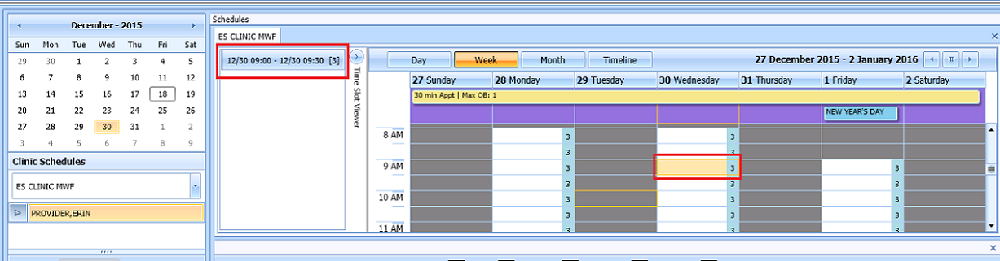 December - 2015
Sun Mon Tue Wed Thu Fri Sat
29 30 1 2 3 4 5
6 7 8 9 10 11 12
13 14 15 16 17 18 19
20 21 22 23 24 25 26
27 28 29 30 31 1 2
3 4 5 6 7 8 9
Clinic Schedules
ES CLINIC MWF
PROVIDER,ERIN
Schedules
ES CLINIC MWF
12/30 09:00 - 12/30 09:30 [3]
Time Slot Viewer
Day Week Month Timeline 27 December 2015 - 2 January 2016
27 Sunday 28 Monday 29 Tuesday 30 Wednesday 31 Thursday 1 Friday 2 Saturday
30 min Appt | Max OB: 1
NEW YEAR'S DAY
8 AM 3 3
3 3
9 AM 3 3
3 3 3
10 AM 3 3 3
3 3 3
11 AM 3 3 3